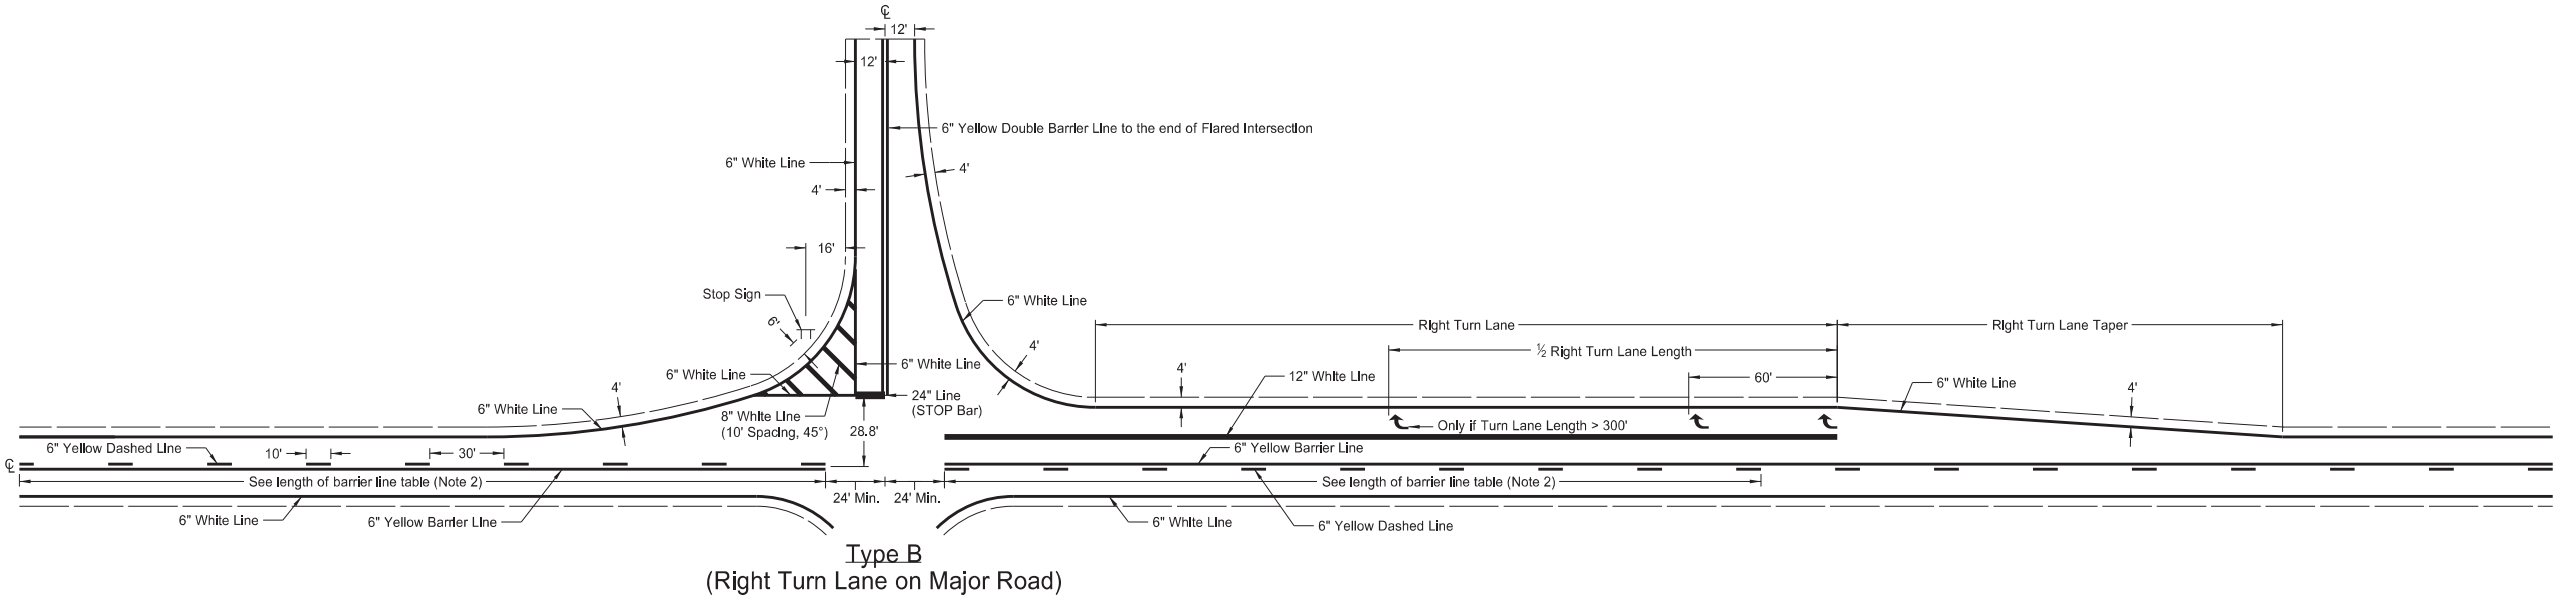 ℄
12'
12'
6" Yellow Double Barrier Line to the end of Flared Intersection
6" White Line
4'
4'
16'
Stop Sign
6'
6" White Line
Right Turn Lane
Right Turn Lane Taper
4'
½ Right Turn Lane Length
6" White Line
4'
6" White Line
12" White Line
60'
6" White Line
4'
4'
24" Line
(STOP Bar)
6" White Line
8" White Line
(10' Spacing, 45°)
28.8'
Only if Turn Lane Length > 300'
6" Yellow Dashed Line
10'
30'
6" Yellow Barrier Line
℄
See length of barrier line table (Note 2)
24' Min.
24' Min.
See length of barrier line table (Note 2)
6" White Line
6" Yellow Barrier Line
6" White Line
6" Yellow Dashed Line
Type B
(Right Turn Lane on Major Road)